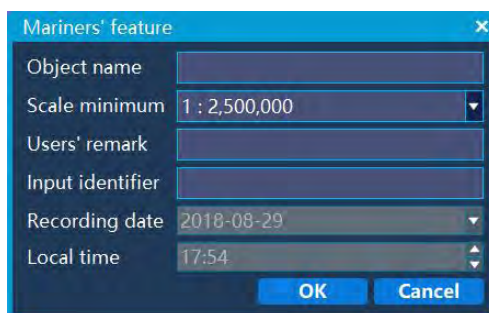 Mariners' feature ×
Object name
Scale minimum 1 : 2,500,000
Users' remark
Input identifier
Recording date 2018-08-29
Local time 17:54
OK Cancel